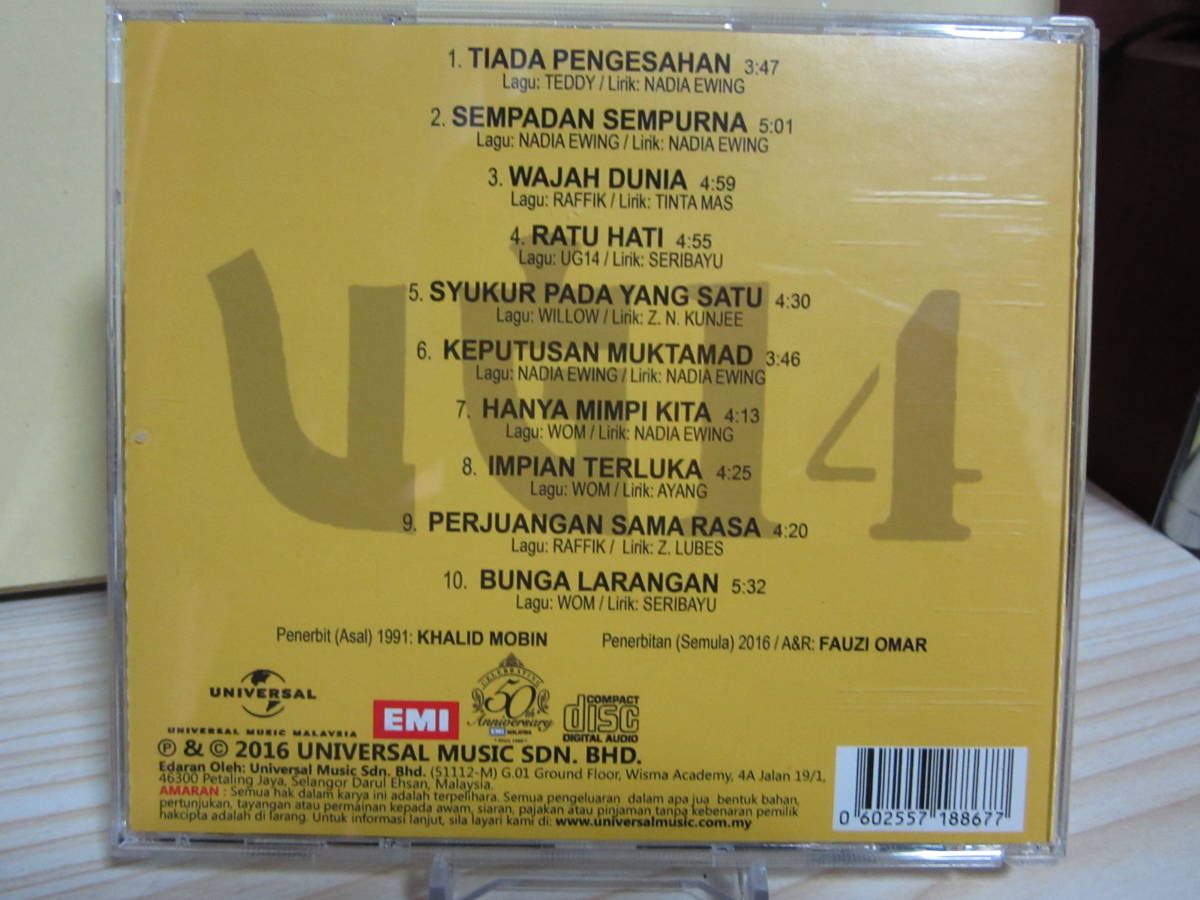 1. TIADA PENGESAHAN 3:47
Lagu: TEDDY / Lirik: NADIA EWING
2. SEMPADAN SEMPURNA 5:01
Lagu: NADIA EWING / Lirik: NADIA EWING
3. WAJAH DUNIA 4:59
Lagu: RAFFIK / Lirik: TINTA MAS
4. RATU HATI 4:55
Lagu: UG14 / Lirik: SERIBAYU
5. SYUKUR PADA YANG SATU 4:30
Lagu: WILLOW / Lirik: Z. N. KUNJEE
6. KEPUTUSAN MUKTAMAD 3:46
Lagu: NADIA EWING / Lirik: NADIA EWING
7. HANYA MIMPI KITA 4:13
Lagu: WOM / Lirik: NADIA EWING
8. IMPIAN TERLUKA 4:25
Lagu: WOM / Lirik: AYANG
9. PERJUANGAN SAMA RASA 4:20
Lagu: RAFFIK / Lirik: Z. LUBES
10. BUNGA LARANGAN 5:32
Lagu: WOM / Lirik: SERIBAYU
Penerbit (Asal) 1991: KHALID MOBIN Penerbitan (Semula) 2016 / A&R: FAUZI OMAR
UNIVERSAL
UNIVERSAL MUSIC MALAYSIA
EMI
CELEBRATING
50th
Anniversary
EMI MALAYSIA
COMPACT
disc
DIGITAL AUDIO
℗ & © 2016 UNIVERSAL MUSIC SDN. BHD.
Edaran Oleh: Universal Music Sdn. Bhd. (51112-M) G.01 Ground Floor, Wisma Academy, 4A Jalan 19/1,
46300 Petaling Jaya, Selangor Darul Ehsan, Malaysia.
AMARAN : Semua hak dalam karya ini adalah terpelihara. Semua pengeluaran dalam apa jua bentuk bahan,
pertunjukan, tayangan atau permainan kepada awam, siaran, pajakan atau pinjaman tanpa kebenaran pemilik
hakcipta adalah di larang. Untuk informasi lanjut, sila layari kami di: www.universalmusic.com.my
0 602557 188677